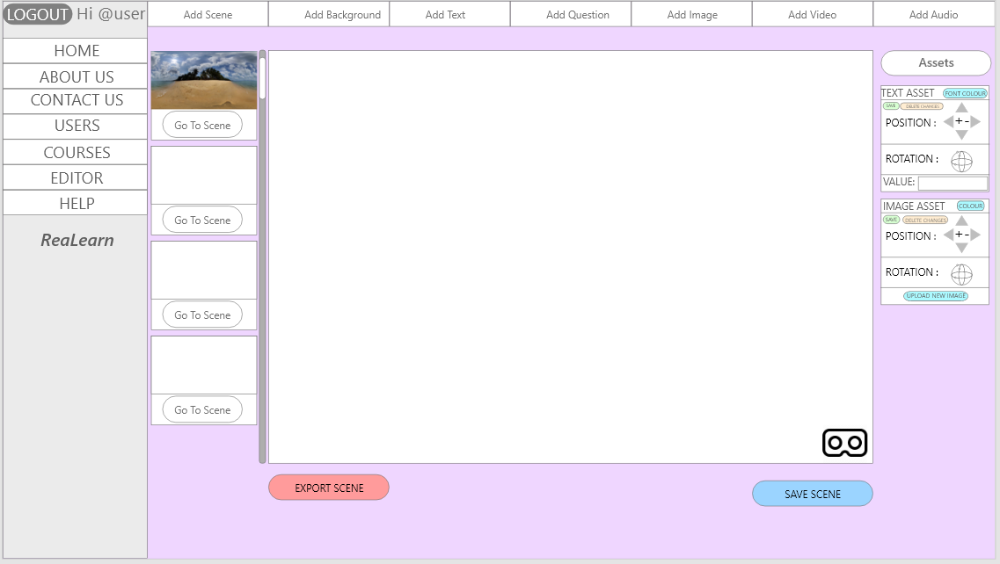 LOGOUT Hi @user
Add Scene
Add Background
Add Text
Add Question
Add Image
Add Video
Add Audio
HOME
ABOUT US
CONTACT US
USERS
COURSES
EDITOR
HELP
ReaLearn
Go To Scene
Go To Scene
Go To Scene
Go To Scene
EXPORT SCENE
SAVE SCENE
Assets
TEXT ASSET FONT COLOUR
SAVE DELETE CHANGES
POSITION : + -
ROTATION :
VALUE:
IMAGE ASSET COLOUR
SAVE DELETE CHANGES
POSITION : + -
ROTATION :
UPLOAD NEW IMAGE